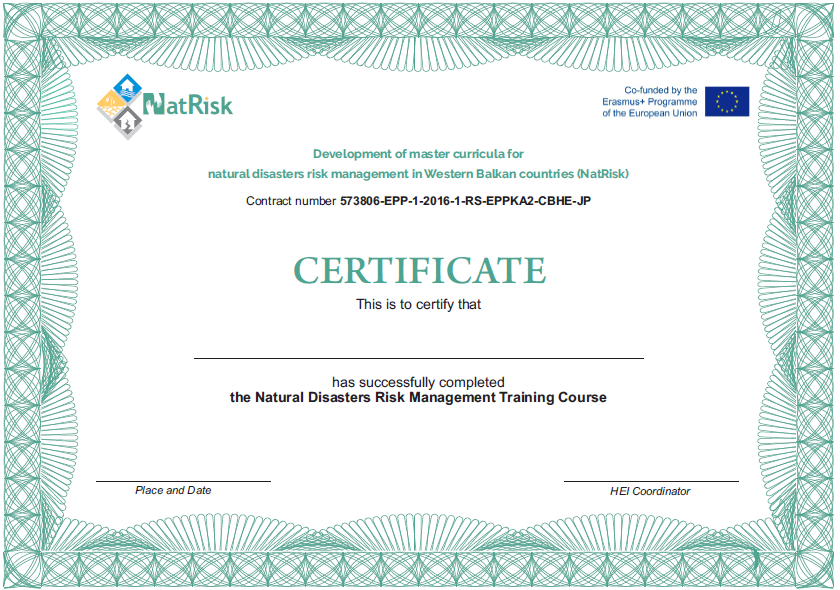 NatRisk
Co-funded by the
Erasmus+ Programme
of the European Union
Development of master curricula for
natural disasters risk management in Western Balkan countries (NatRisk)
Contract number 573806-EPP-1-2016-1-RS-EPPKA2-CBHE-JP
CERTIFICATE
This is to certify that
has successfully completed
the Natural Disasters Risk Management Training Course
Place and Date
HEI Coordinator